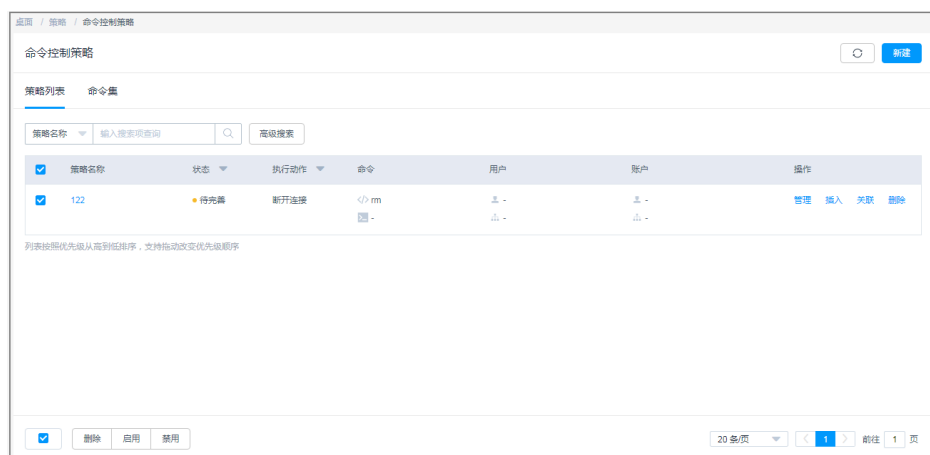 桌面 / 策略 / 命令控制策略
命令控制策略
新建
策略列表 命令集
策略名称 输入搜索项查询 高级搜索
策略名称 状态 执行动作 命令 用户 账户 操作
122 待完善 断开连接 </> rm - - 管理 插入 关联 删除
>_ - - -
列表按照优先级从高到低排序，支持拖动改变优先级顺序
删除 启用 禁用 20 条/页 < 1 > 前往 1 页